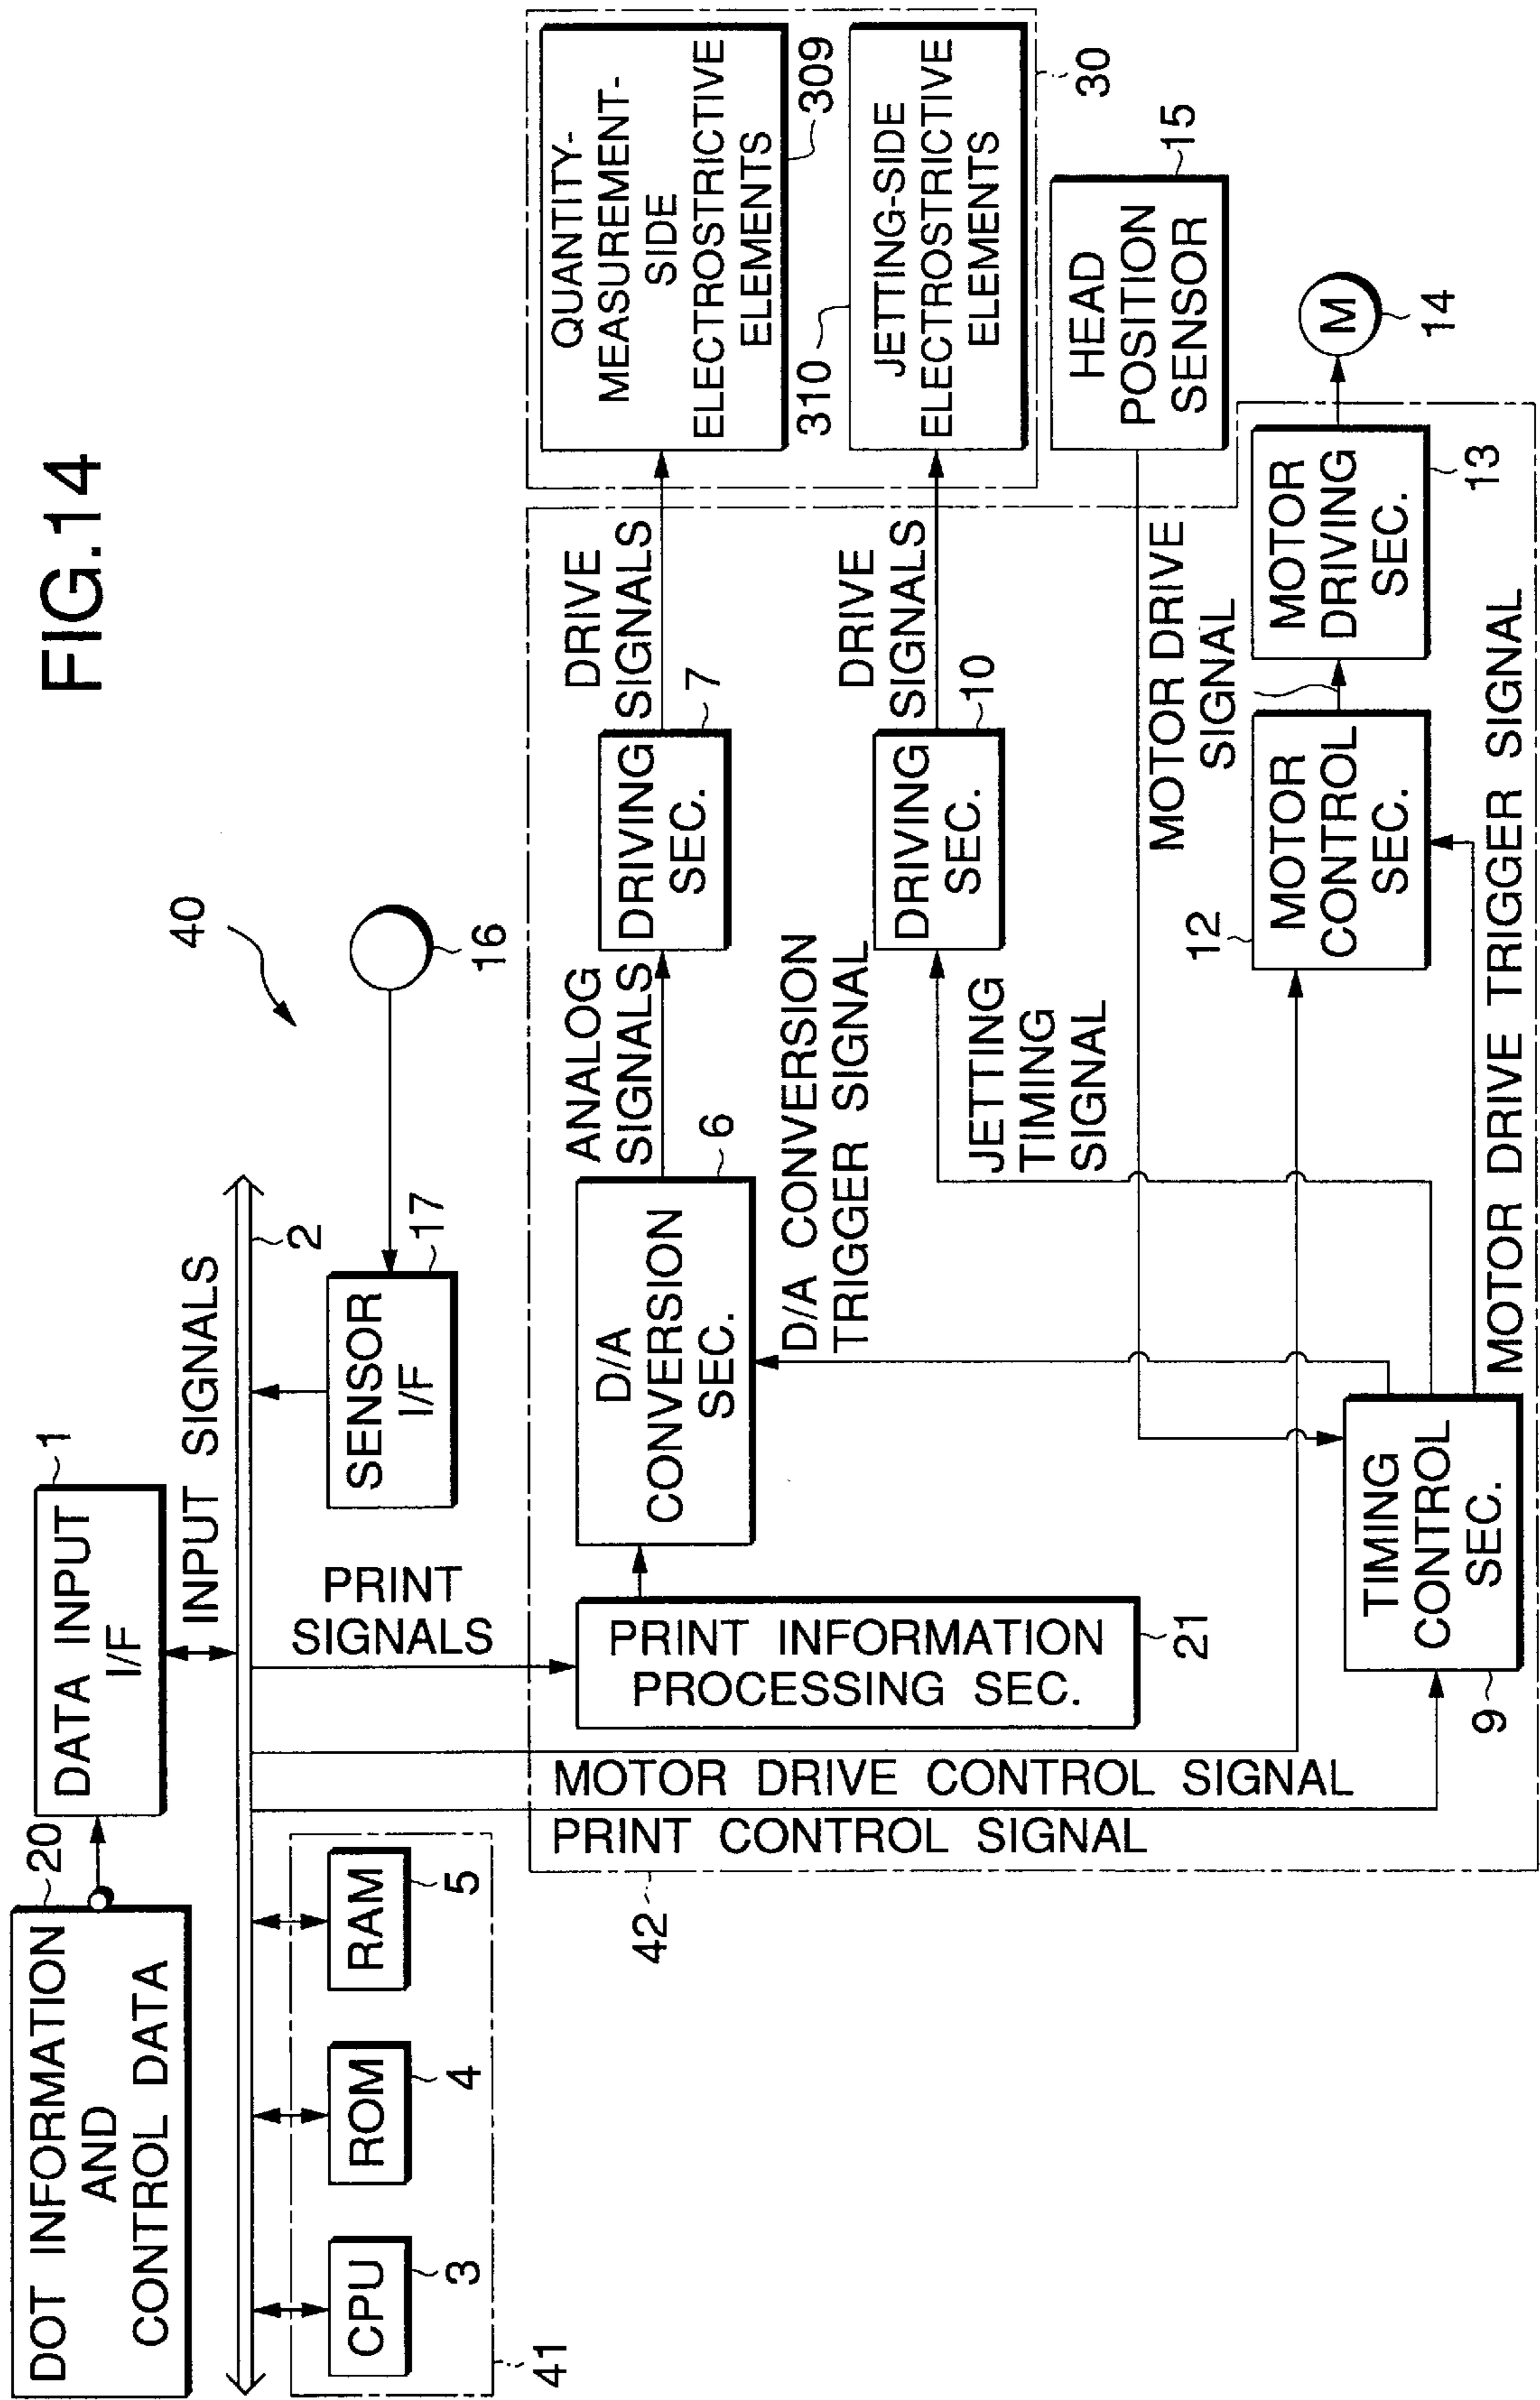 FIG.14
DOT INFORMATION
AND
CONTROL DATA
20
DATA INPUT
I/F
1
INPUT SIGNALS
2
40
16
SENSOR
I/F
17
CPU
3
ROM
4
RAM
5
41
PRINT
SIGNALS
PRINT INFORMATION
PROCESSING SEC.
21
D/A
CONVERSION
SEC.
6
ANALOG
SIGNALS
DRIVING
SEC.
7
DRIVE
SIGNALS
QUANTITY-
MEASUREMENT-
SIDE
ELECTROSTRICTIVE
ELEMENTS
309
D/A CONVERSION
TRIGGER SIGNAL
JETTING
TIMING
SIGNAL
DRIVING
SEC.
10
DRIVE
SIGNALS
310
JETTING-SIDE
ELECTROSTRICTIVE
ELEMENTS
30
HEAD
POSITION
SENSOR
15
MOTOR DRIVE CONTROL SIGNAL
PRINT CONTROL SIGNAL
42
TIMING
CONTROL
SEC.
9
MOTOR DRIVE TRIGGER SIGNAL
12
MOTOR
CONTROL
SEC.
MOTOR DRIVE
SIGNAL
MOTOR
DRIVING
SEC.
13
M
14